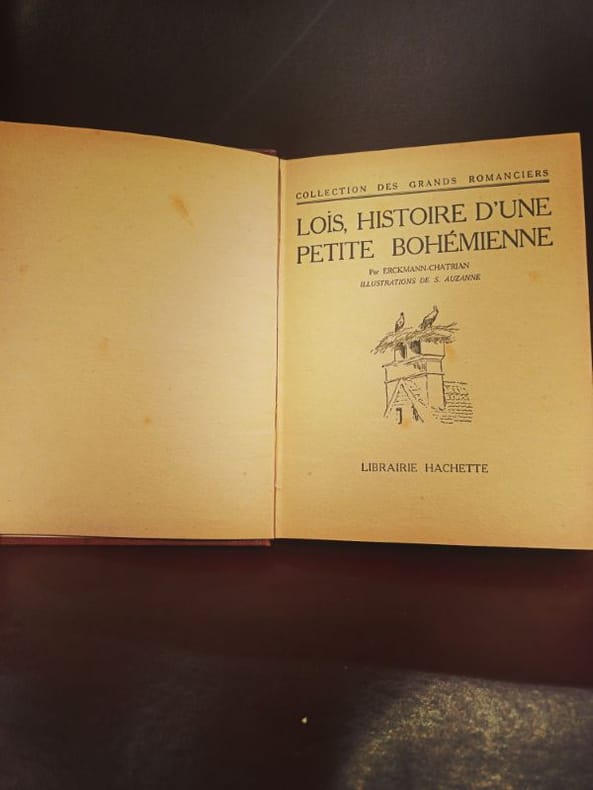 COLLECTION DES GRANDS ROMANCIERS
LOÏS, HISTOIRE D'UNE
PETITE BOHÉMIENNE
Par ERCKMANN-CHATRIAN
ILLUSTRATIONS DE S. AUZANNE
LIBRAIRIE HACHETTE